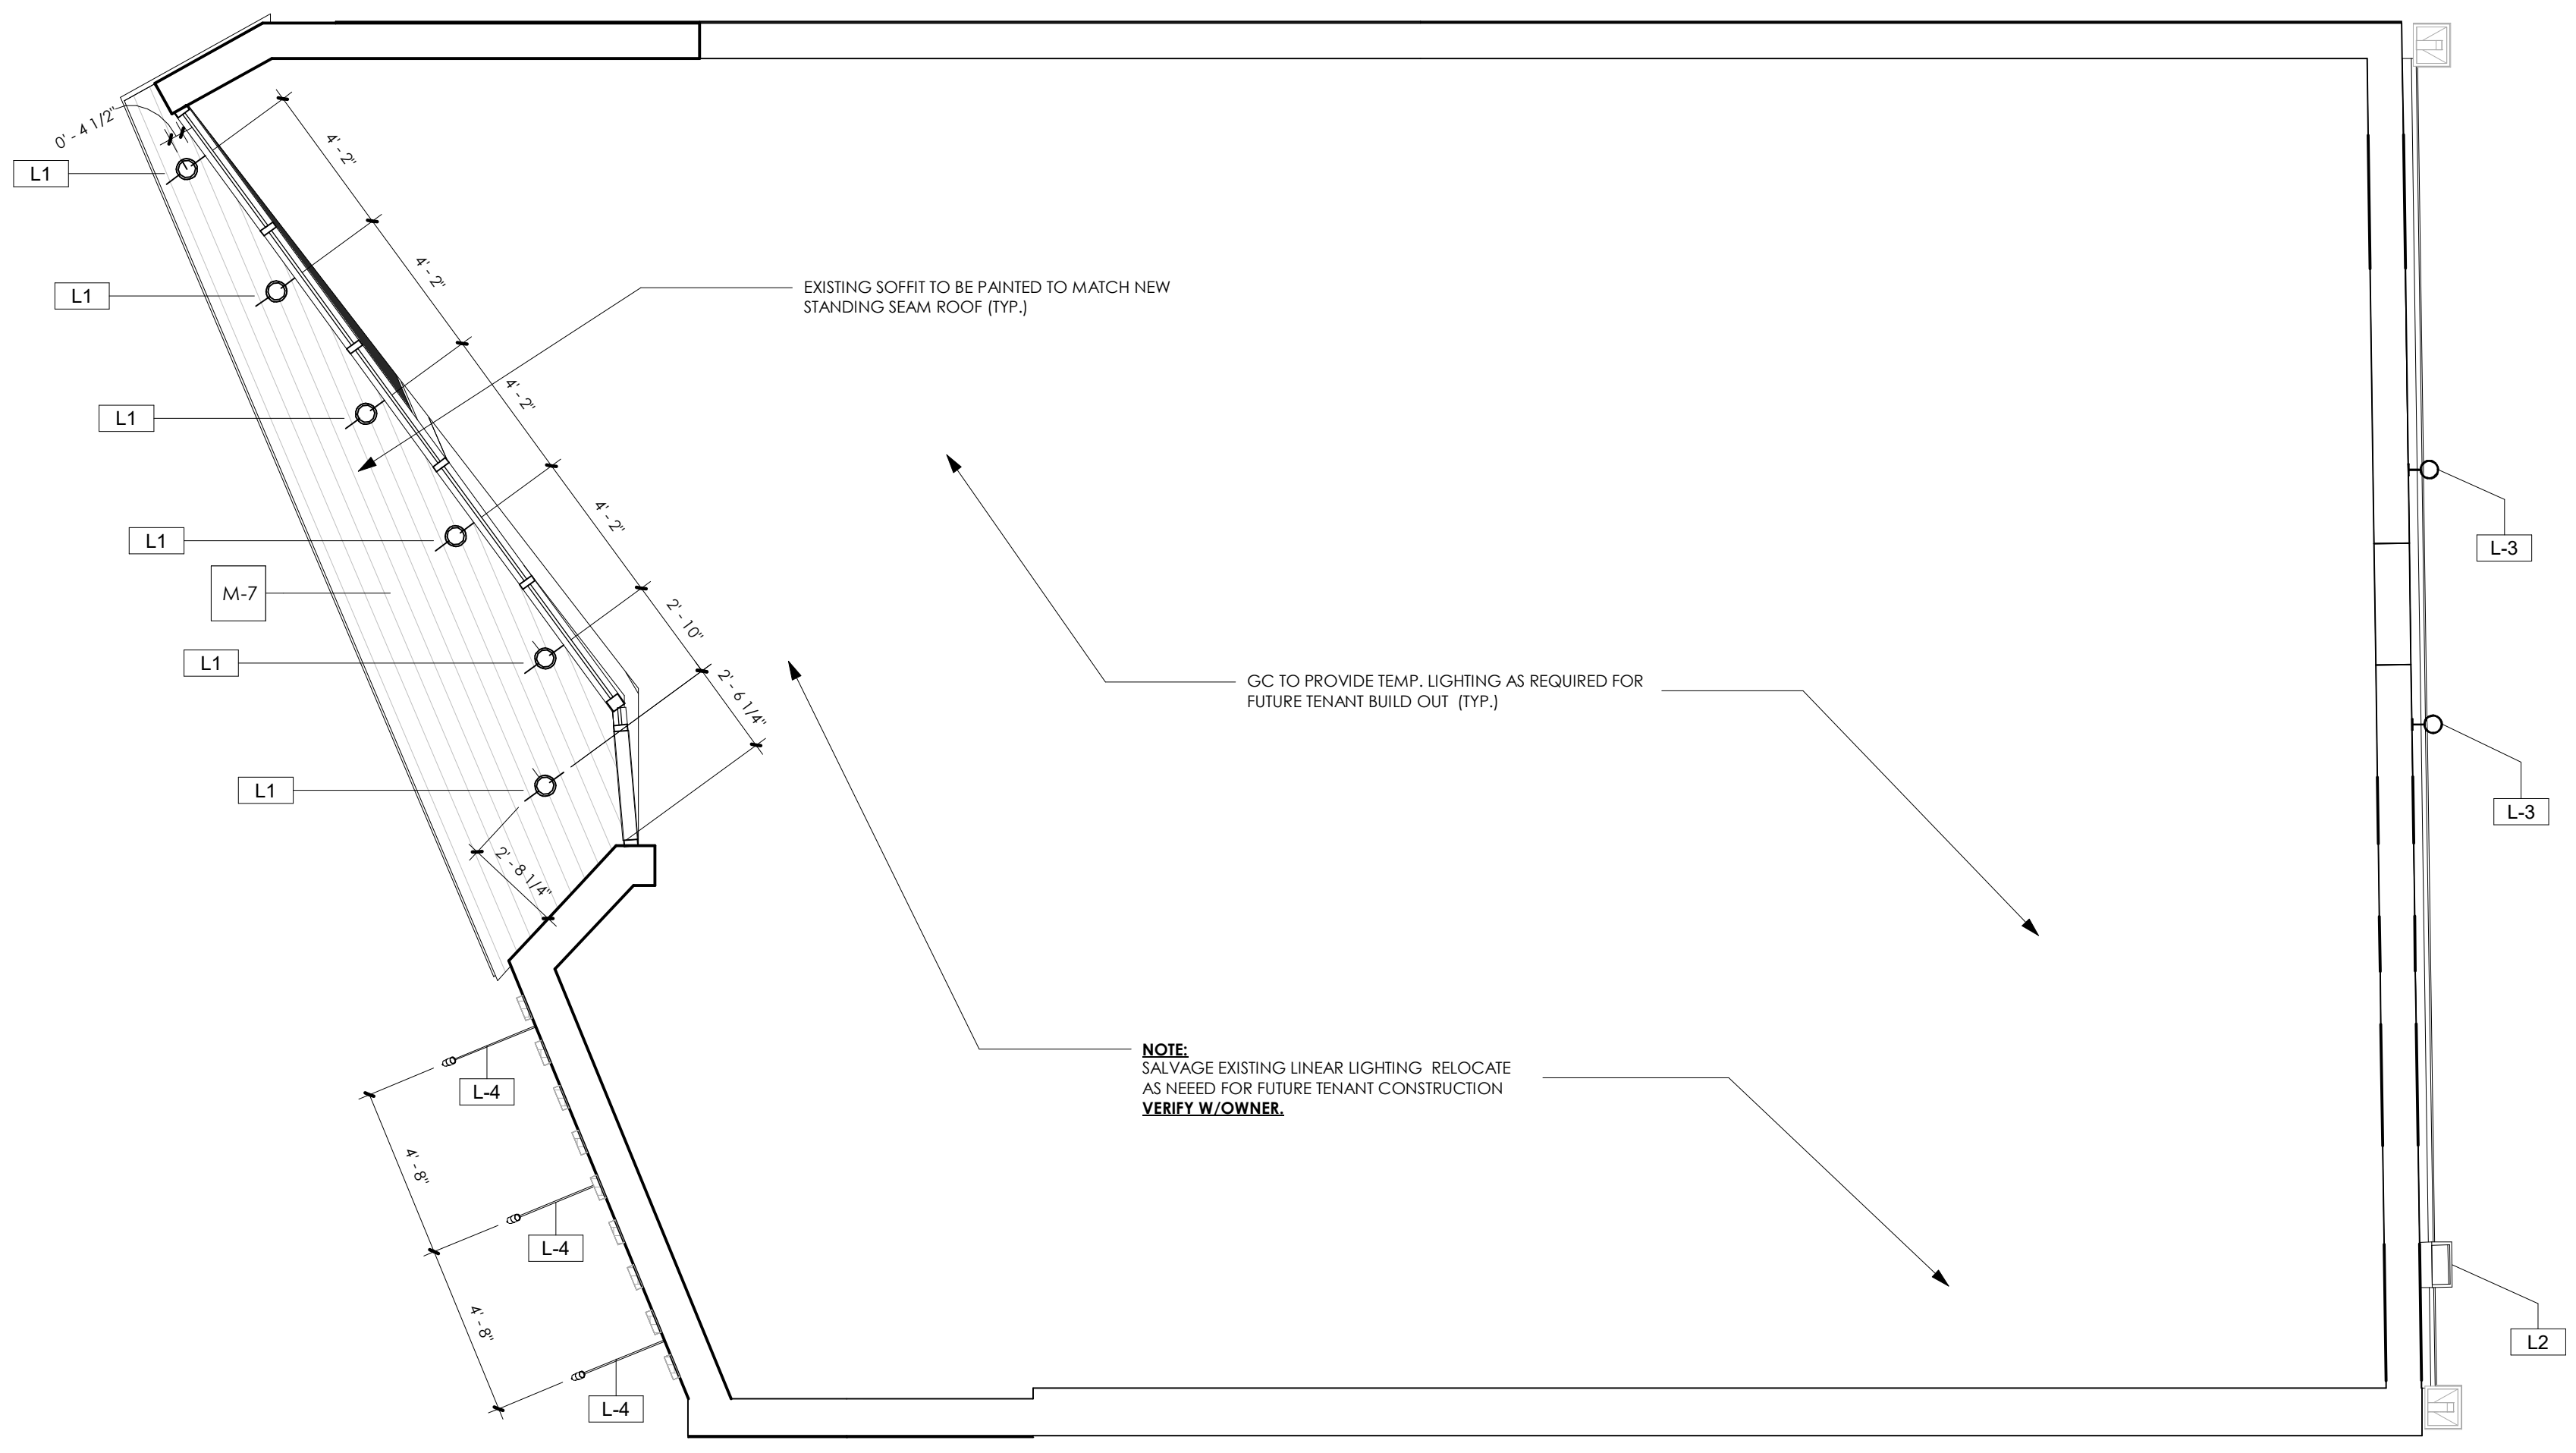 0' - 4 1/2"
4' - 2"
L1
4' - 2"
EXISTING SOFFIT TO BE PAINTED TO MATCH NEW
STANDING SEAM ROOF (TYP.)
L1
4' - 2"
L1
4' - 2"
L1
L-3
M-7
2' - 10"
L1
GC TO PROVIDE TEMP. LIGHTING AS REQUIRED FOR
FUTURE TENANT BUILD OUT (TYP.)
2' - 6 1/4"
L1
L-3
2' - 8 1/4"
NOTE:
SALVAGE EXISTING LINEAR LIGHTING RELOCATE
AS NEEED FOR FUTURE TENANT CONSTRUCTION
VERIFY W/OWNER.
L-4
4' - 8"
L-4
4' - 8"
L2
L-4